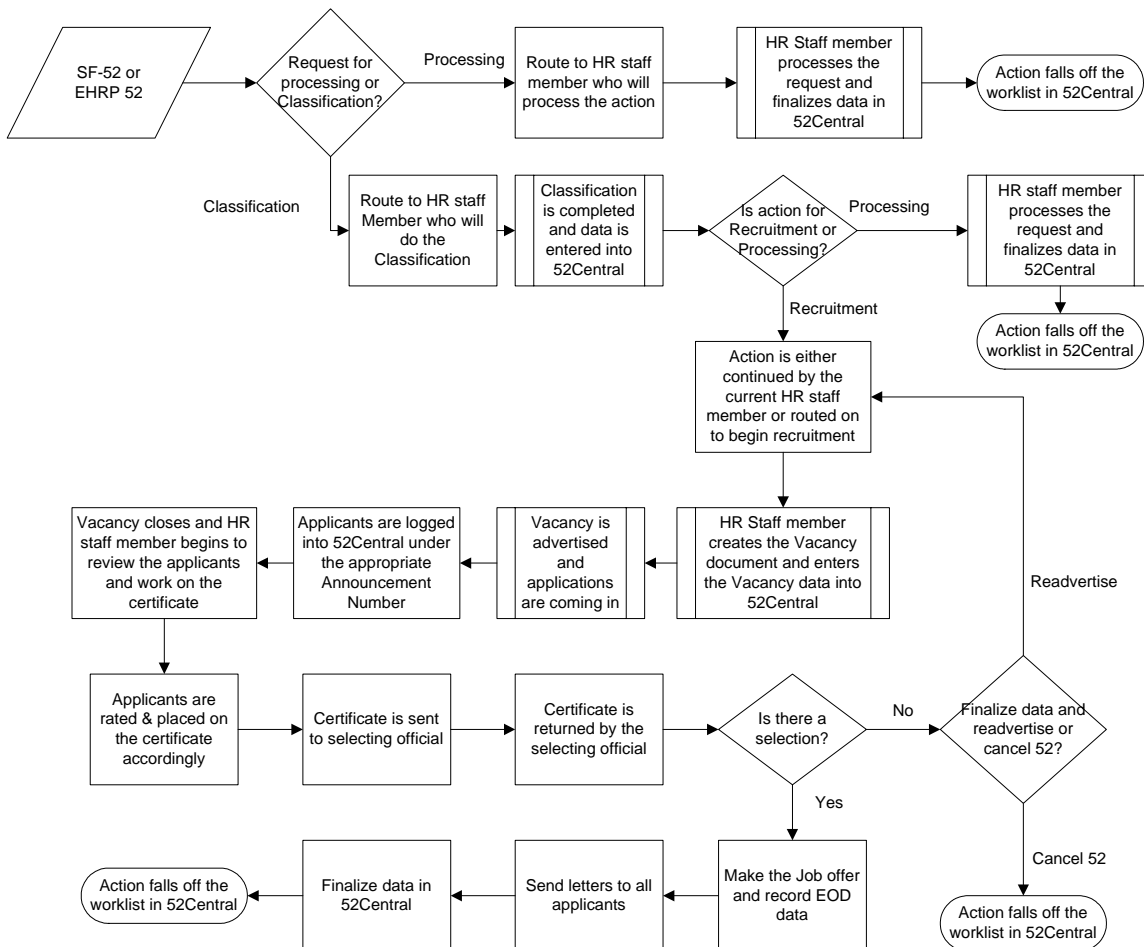 SF-52 or
EHRP 52
Request for
processing or
Classification?
Processing
Route to HR staff
member who will
process the action
HR Staff member
processes the
request and
finalizes data in
52Central
Action falls off the
worklist in 52Central
Classification
Route to HR staff
Member who will
do the
Classification
Classification
is completed
and data is
entered into
52Central
Is action for
Recruitment or
Processing?
Processing
HR staff member
processes the
request and
finalizes data in
52Central
Action falls off the
worklist in 52Central
Recruitment
Action is either
continued by the
current HR staff
member or routed on
to begin recruitment
HR Staff member
creates the Vacancy
document and enters
the Vacancy data into
52Central
Vacancy is
advertised
and
applications
are coming in
Applicants are logged
into 52Central under
the appropriate
Announcement
Number
Vacancy closes and HR
staff member begins to
review the applicants
and work on the
certificate
Applicants are
rated & placed on
the certificate
accordingly
Certificate is sent
to selecting official
Certificate is
returned by the
selecting official
Is there a
selection?
No
Finalize data and
readvertise or
cancel 52?
Readvertise
Cancel 52
Action falls off the
worklist in 52Central
Yes
Make the Job offer
and record EOD
data
Send letters to all
applicants
Finalize data in
52Central
Action falls off the
worklist in 52Central